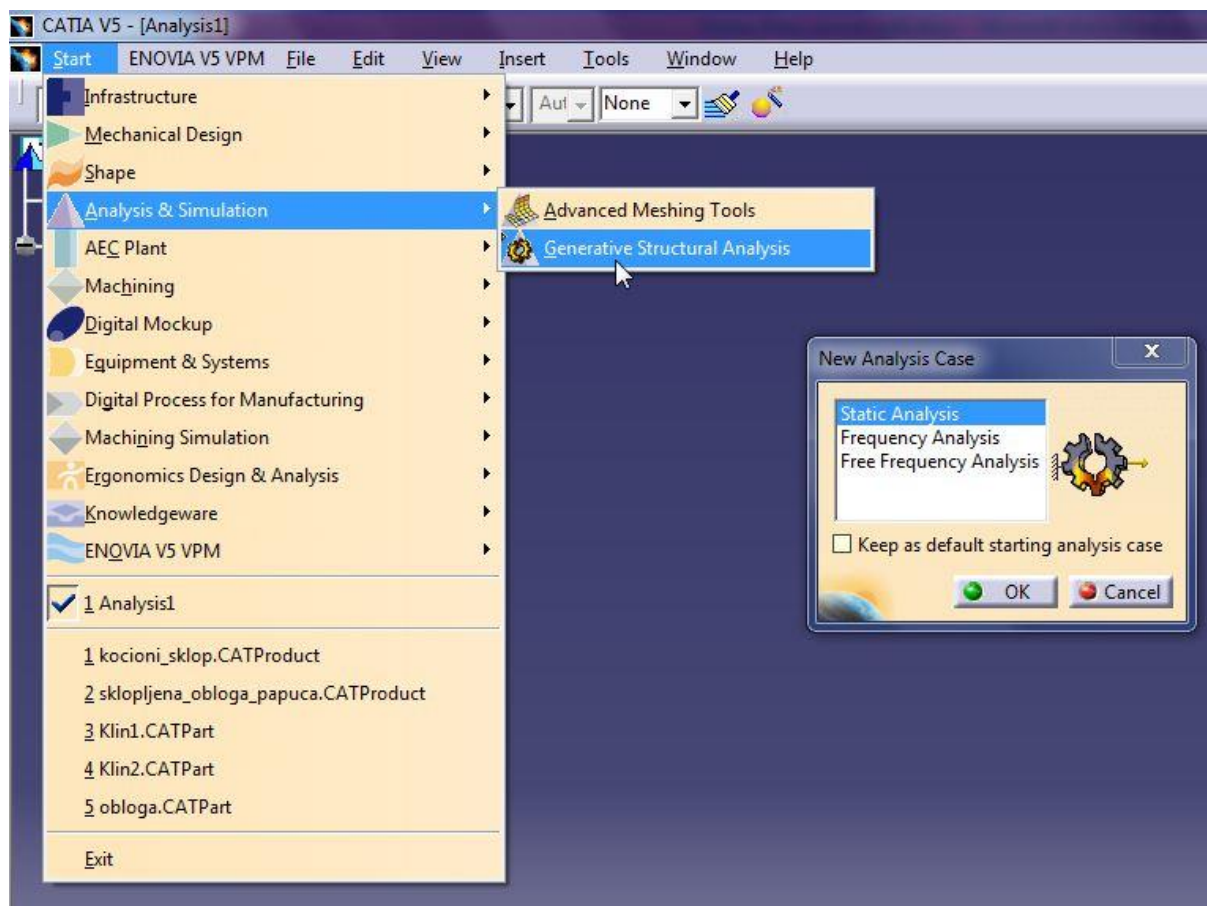 CATIA V5 - [Analysis1]
Start ENOVIA V5 VPM File Edit View Insert Tools Window Help
Aut None
Infrastructure
Mechanical Design
Shape
Analysis & Simulation
Advanced Meshing Tools
AEC Plant
Generative Structural Analysis
Machining
Digital Mockup
Equipment & Systems
Digital Process for Manufacturing
Machining Simulation
Ergonomics Design & Analysis
Knowledgeware
ENOVIA V5 VPM
1 Analysis1
1 kocioni_sklop.CATProduct
2 sklopljena_obloga_papuca.CATProduct
3 Klin1.CATPart
4 Klin2.CATPart
5 obloga.CATPart
Exit
New Analysis Case
Static Analysis
Frequency Analysis
Free Frequency Analysis
Keep as default starting analysis case
OK Cancel